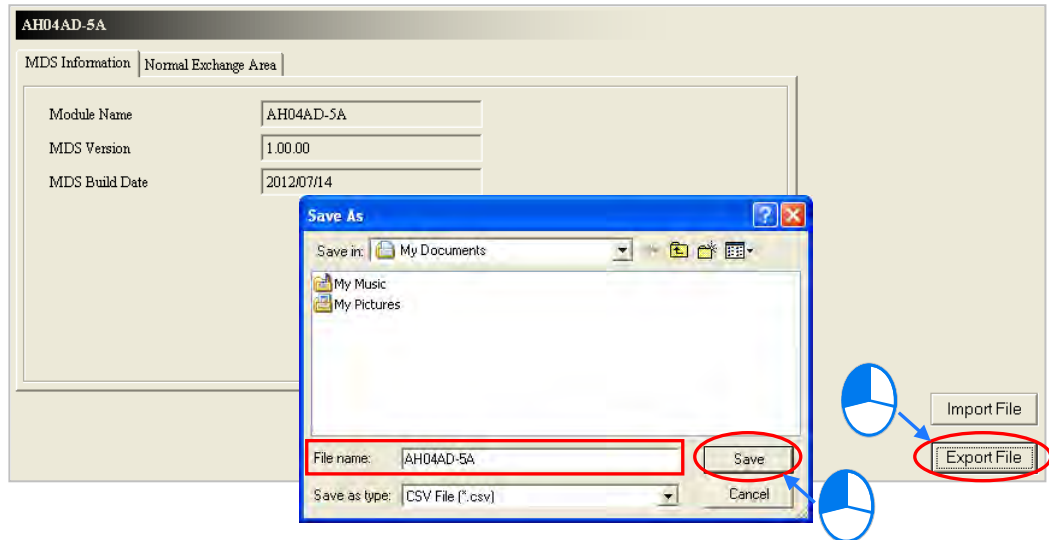 AH04AD-5A
MDS Information Normal Exchange Area
Module Name AH04AD-5A
MDS Version 1.00.00
MDS Build Date 2012/07/14
Save As
Save in: My Documents
My Music
My Pictures
File name: AH04AD-5A Save
Save as type: CSV File (*.csv) Cancel
Import File
Export File